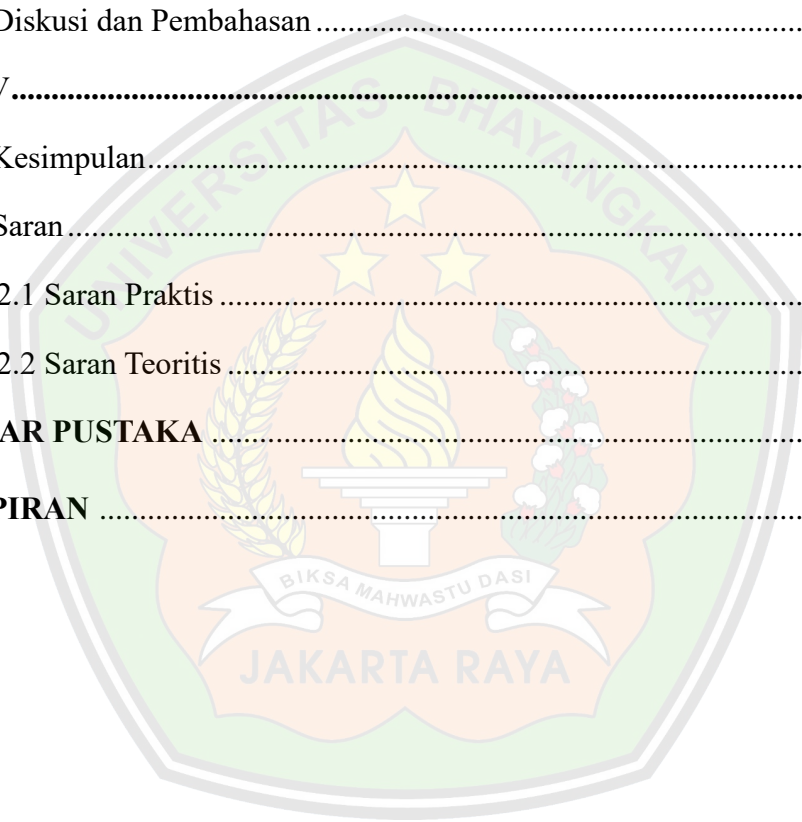 Diskusi dan Pembahasan ..........................................................
V..........................................................................................
Kesimpulan..........................................................................
Saran....................................................................................
2.1 Saran Praktis ......................................................................
2.2 Saran Teoritis .....................................................................
AR PUSTAKA ......................................................................
PIRAN ...................................................................................
UNIVERSITAS BHAYANGKARA
BIKSA MAHWASTU DASI
JAKARTA RAYA